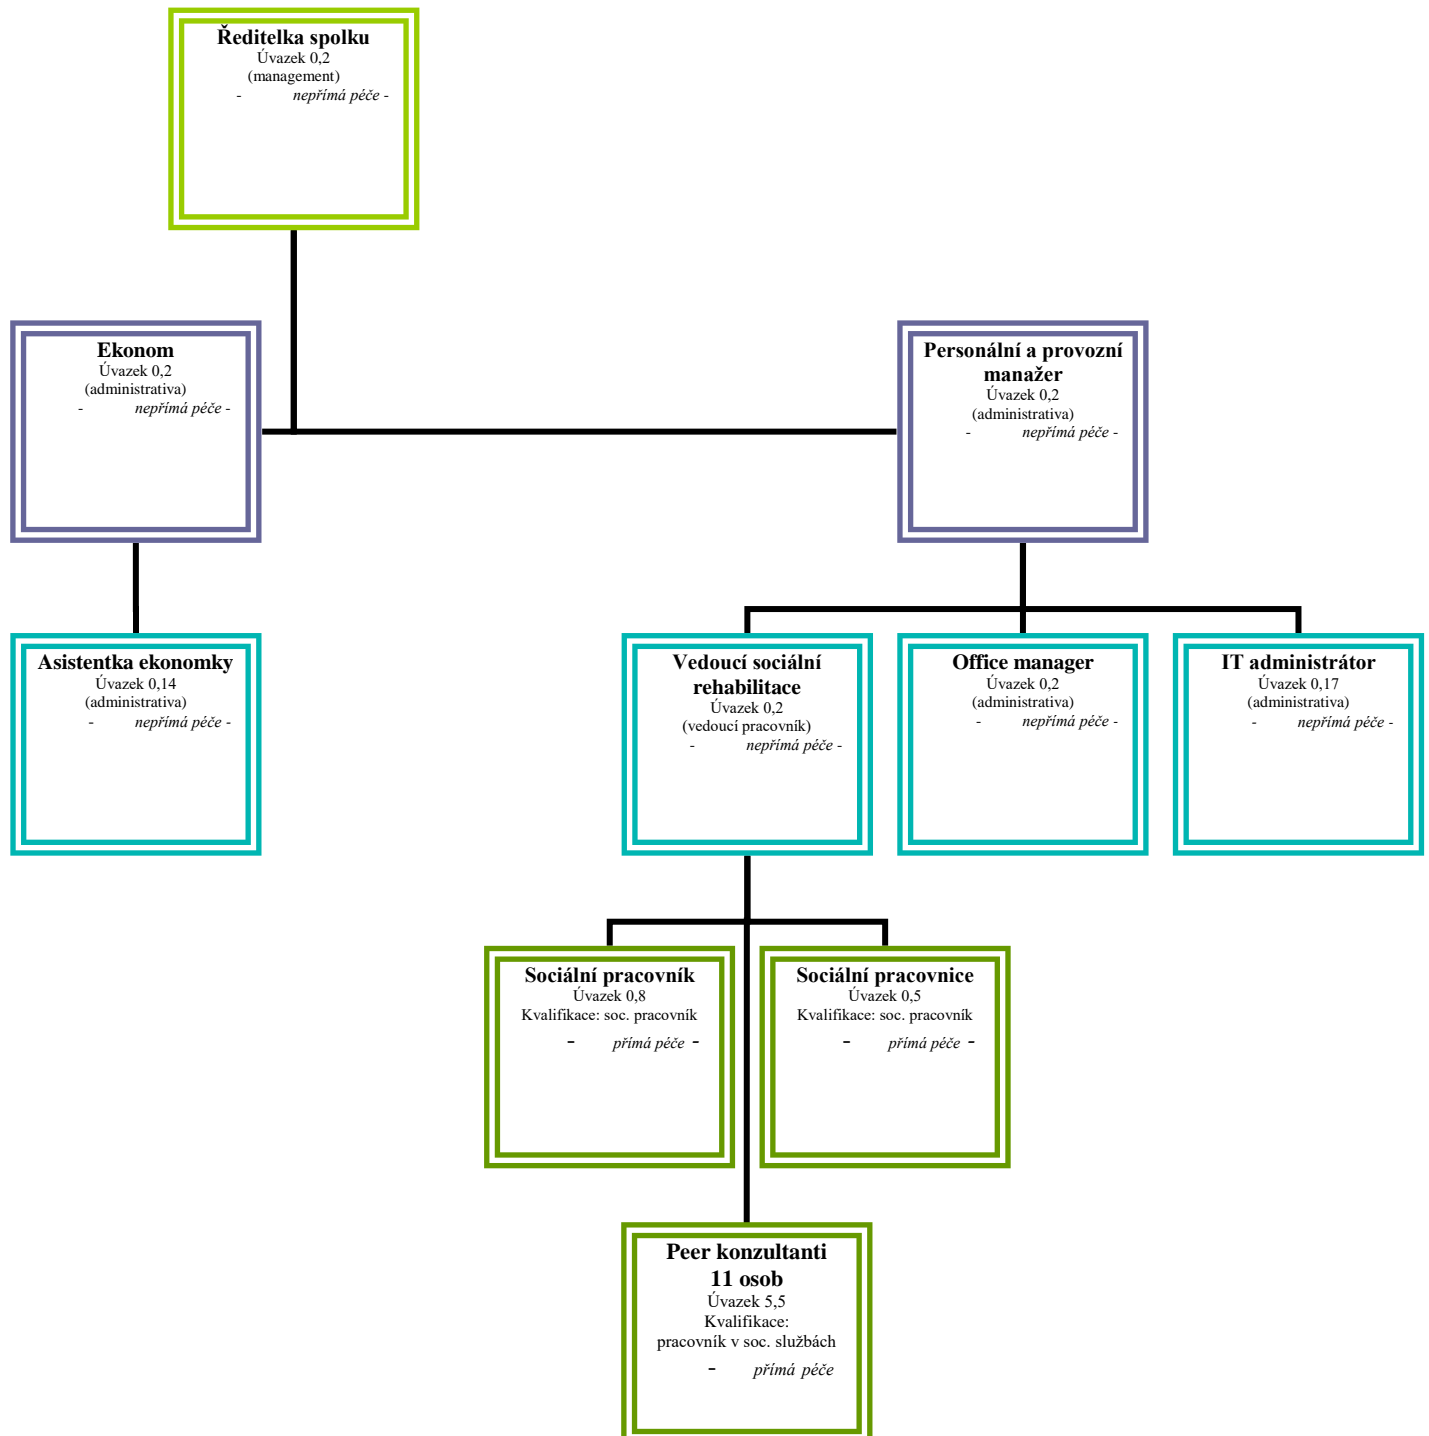 Ředitelka spolku
Úvazek 0,2
(management)
- nepřímá péče -
Ekonom
Úvazek 0,2
(administrativa)
- nepřímá péče -
Personální a provozní
manažer
Úvazek 0,2
(administrativa)
- nepřímá péče -
Asistentka ekonomky
Úvazek 0,14
(administrativa)
- nepřímá péče -
Vedoucí sociální
rehabilitace
Úvazek 0,2
(vedoucí pracovník)
- nepřímá péče -
Office manager
Úvazek 0,2
(administrativa)
- nepřímá péče -
IT administrátor
Úvazek 0,17
(administrativa)
- nepřímá péče -
Sociální pracovník
Úvazek 0,8
Kvalifikace: soc. pracovník
- přímá péče -
Sociální pracovnice
Úvazek 0,5
Kvalifikace: soc. pracovník
- přímá péče -
Peer konzultanti
11 osob
Úvazek 5,5
Kvalifikace:
pracovník v soc. službách
- přímá péče